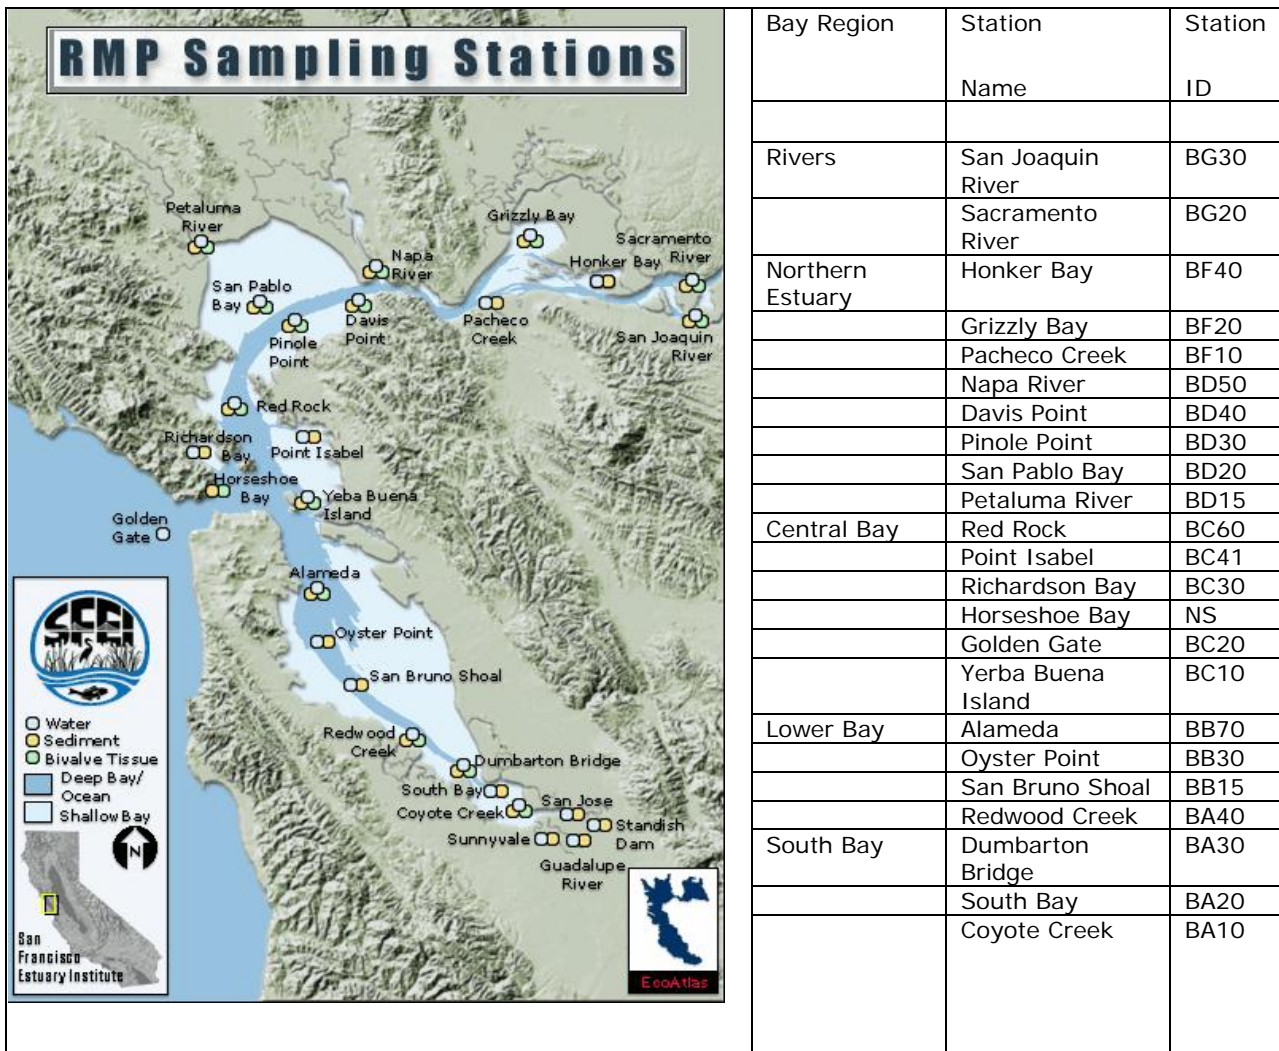 RMP Sampling Stations
Petaluma
River
Grizzly Bay
Sacramento
River
Napa
River
Honker Bay
San Pablo
Bay
Davis
Point
Pacheco
Creek
Pinole
Point
San Joaquin
River
Red Rock
Richardson
Bay
Point Isabel
Horseshoe
Bay
Yeba Buena
Island
Golden
Gate
Alameda
Oyster Point
San Bruno Shoal
Redwood
Creek
Dumbarton Bridge
South Bay
Coyote Creek
San Jose
Standish
Dam
Sunnyvale
Guadalupe
River
SFEI
Water
Sediment
Bivalve Tissue
Deep Bay/
Ocean
Shallow Bay
N
San
Francisco
Estuary Institute
EcoAtlas
Bay Region Station Station
Name ID
Rivers San Joaquin BG30
River
Sacramento BG20
River
Northern Honker Bay BF40
Estuary
Grizzly Bay BF20
Pacheco Creek BF10
Napa River BD50
Davis Point BD40
Pinole Point BD30
San Pablo Bay BD20
Petaluma River BD15
Central Bay Red Rock BC60
Point Isabel BC41
Richardson Bay BC30
Horseshoe Bay NS
Golden Gate BC20
Yerba Buena BC10
Island
Lower Bay Alameda BB70
Oyster Point BB30
San Bruno Shoal BB15
Redwood Creek BA40
South Bay Dumbarton BA30
Bridge
South Bay BA20
Coyote Creek BA10